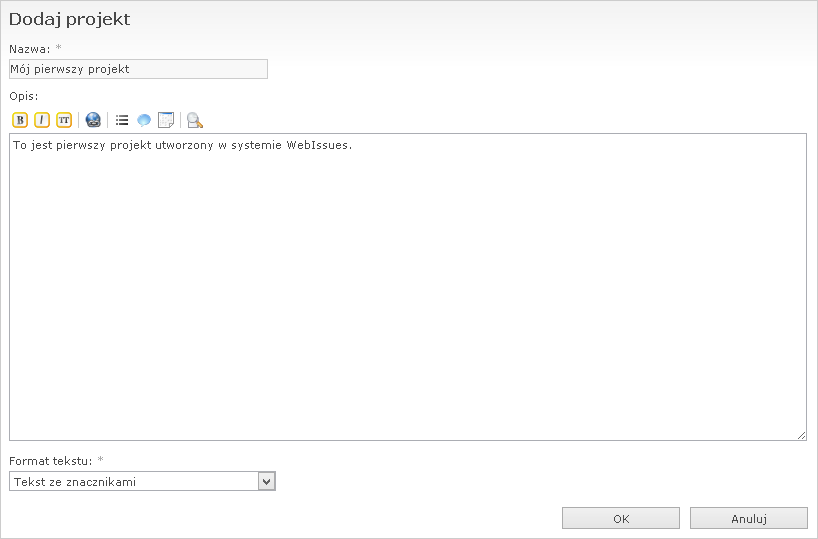 Dodaj projekt
Nazwa: *
Mój pierwszy projekt
Opis:
B I TT
To jest pierwszy projekt utworzony w systemie WebIssues.
Format tekstu: *
Tekst ze znacznikami
OK Anuluj